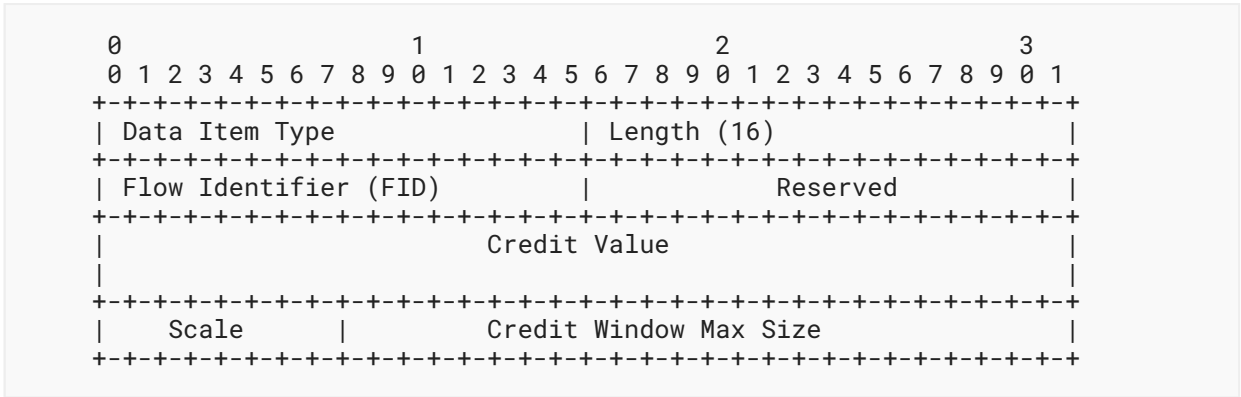 0                   1                   2                   3
 0 1 2 3 4 5 6 7 8 9 0 1 2 3 4 5 6 7 8 9 0 1 2 3 4 5 6 7 8 9 0 1
+-+-+-+-+-+-+-+-+-+-+-+-+-+-+-+-+-+-+-+-+-+-+-+-+-+-+-+-+-+-+-+-+
| Data Item Type                | Length (16)                   |
+-+-+-+-+-+-+-+-+-+-+-+-+-+-+-+-+-+-+-+-+-+-+-+-+-+-+-+-+-+-+-+-+
| Flow Identifier (FID)         |            Reserved           |
+-+-+-+-+-+-+-+-+-+-+-+-+-+-+-+-+-+-+-+-+-+-+-+-+-+-+-+-+-+-+-+-+
|                         Credit Value                          |
|                                                               |
+-+-+-+-+-+-+-+-+-+-+-+-+-+-+-+-+-+-+-+-+-+-+-+-+-+-+-+-+-+-+-+-+
|    Scale      |         Credit Window Max Size                |
+-+-+-+-+-+-+-+-+-+-+-+-+-+-+-+-+-+-+-+-+-+-+-+-+-+-+-+-+-+-+-+-+